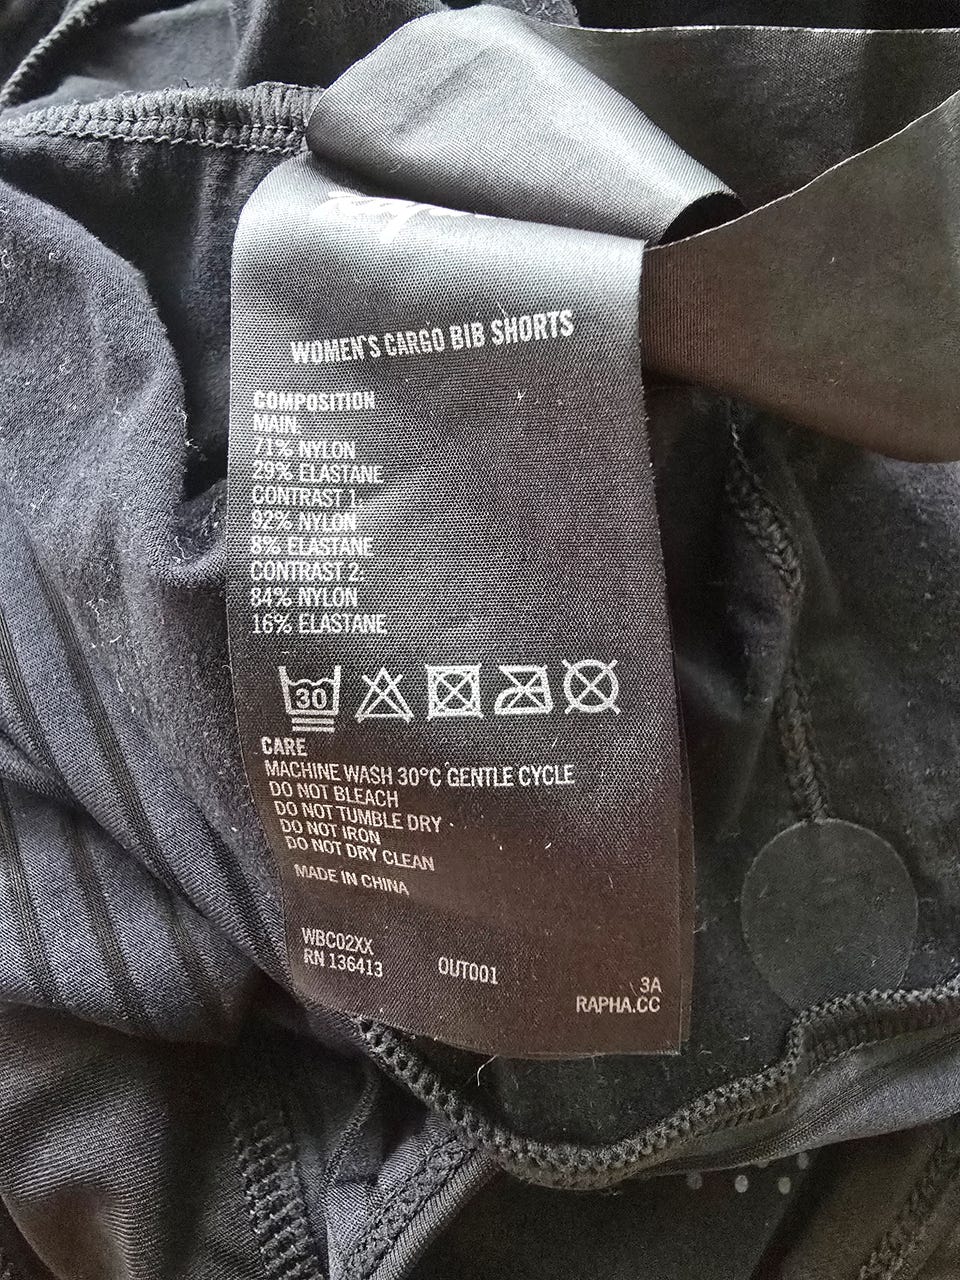 WOMEN'S CARGO BIB SHORTS
COMPOSITION
MAIN.
71% NYLON
29% ELASTANE
CONTRAST 1.
92% NYLON
8% ELASTANE
CONTRAST 2.
84% NYLON
16% ELASTANE
30
CARE
MACHINE WASH 30°C GENTLE CYCLE
DO NOT BLEACH
DO NOT TUMBLE DRY
DO NOT IRON
DO NOT DRY CLEAN
MADE IN CHINA
WBC02XX
RN 136413 OUT001
3A
RAPHA.CC